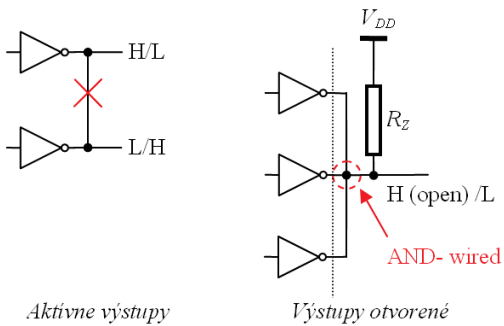 H/L
L/H
Aktívne výstupy
V_DD
R_Z
H (open) /L
AND- wired
Výstupy otvorené